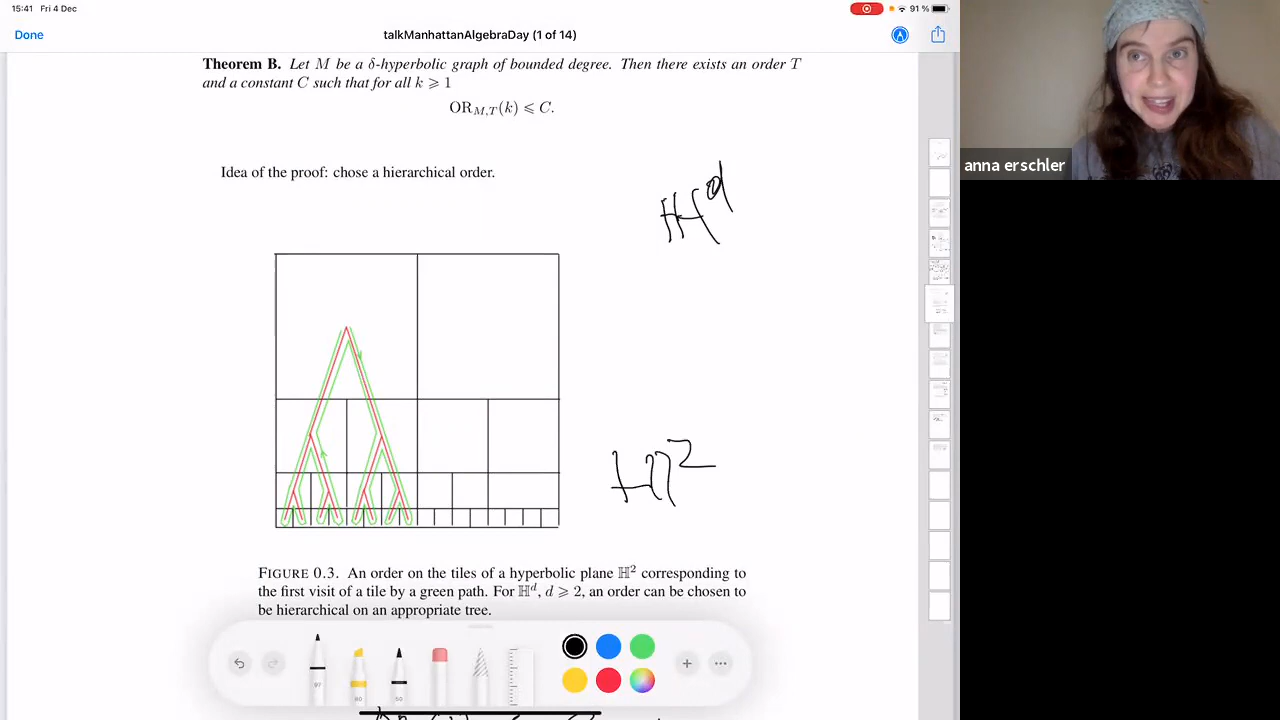 15:41 Fri 4 Dec
91 %
Done
talkManhattanAlgebraDay (1 of 14)
Theorem B. Let M be a δ-hyperbolic graph of bounded degree. Then there exists an order T
and a constant C such that for all k ⩾ 1
OR_{M,T}(k) ⩽ C.
Idea of the proof: chose a hierarchical order.
ℍ^d
ℍ²
FIGURE 0.3. An order on the tiles of a hyperbolic plane ℍ² corresponding to
the first visit of a tile by a green path. For ℍ^d, d ⩾ 2, an order can be chosen to
be hierarchical on an appropriate tree.
97
80
50
anna erschler